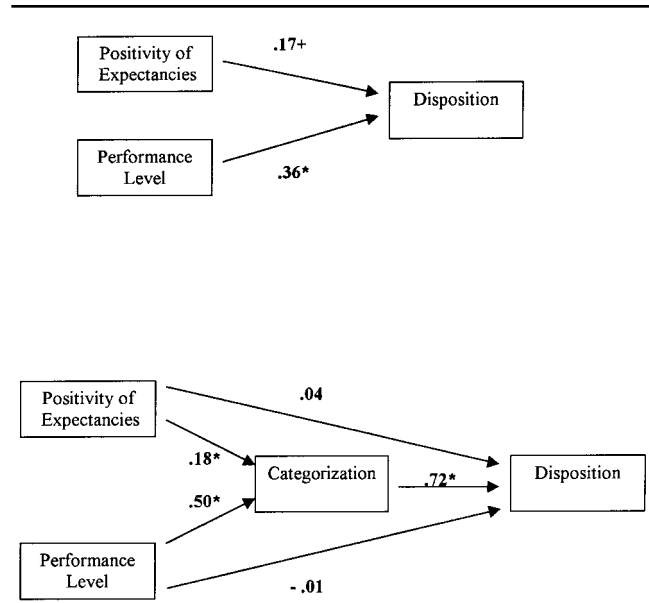 .17+
Positivity of
Expectancies
Disposition
Performance
Level
.36*
Positivity of
Expectancies
.04
.18*
Categorization
.72*
Disposition
.50*
Performance
Level
- .01